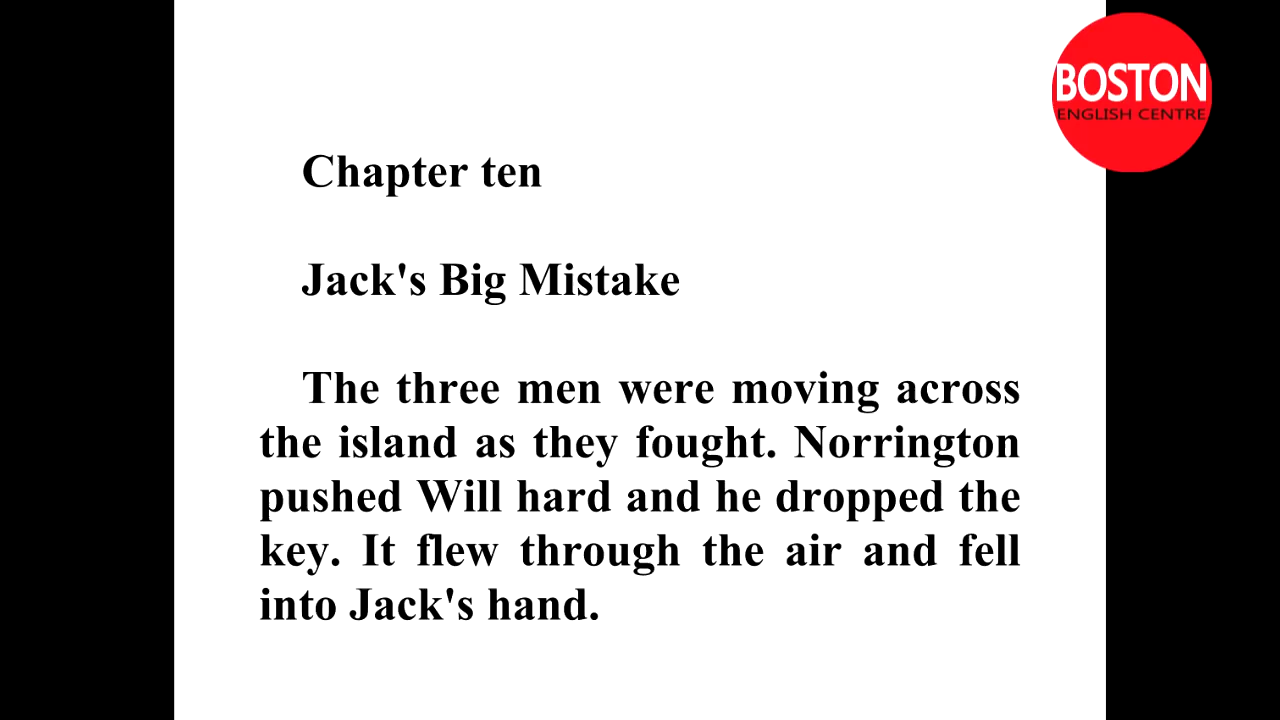 BOSTON
ENGLISH CENTRE
Chapter ten
Jack's Big Mistake
The three men were moving across
the island as they fought. Norrington
pushed Will hard and he dropped the
key. It flew through the air and fell
into Jack's hand.